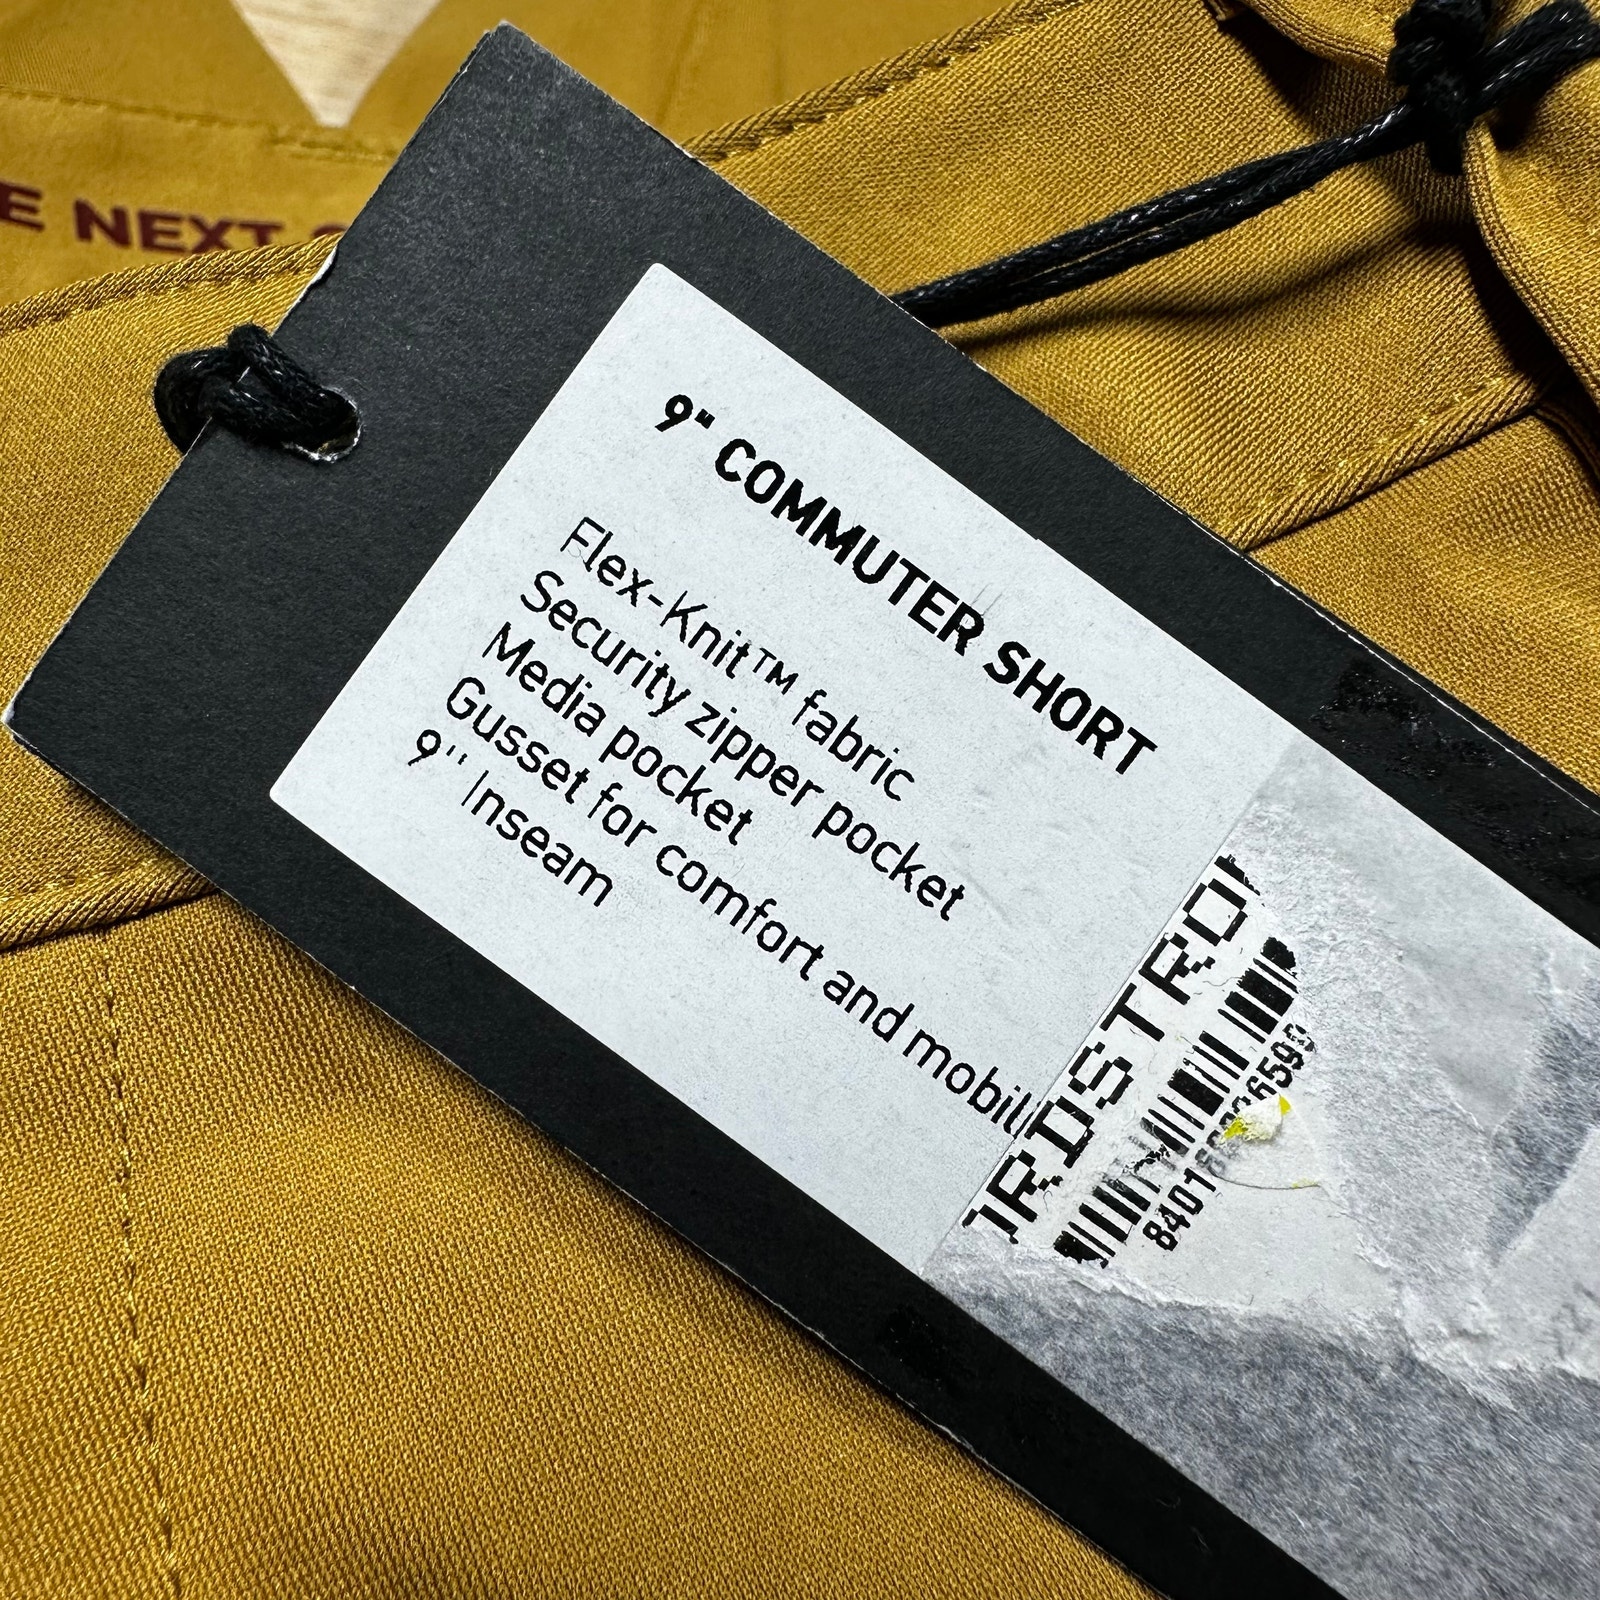 E NEXT
9" COMMUTER SHORT
Flex-Knit™ fabric
Security zipper pocket
Media pocket
Gusset for comfort and mobili
9'' Inseam
RDSTRO